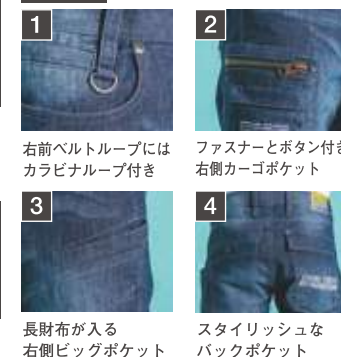 1
右前ベルトループには
カラビナループ付き
2
ファスナーとボタン付き
右側カーゴポケット
3
長財布が入る
右側ビッグポケット
4
スタイリッシュな
バックポケット